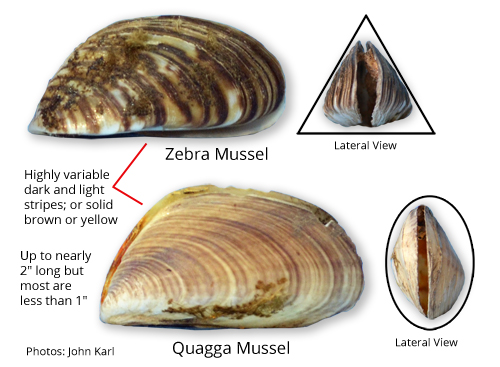 Zebra Mussel
Lateral View
Highly variable
dark and light
stripes; or solid
brown or yellow
Up to nearly
2" long but
most are
less than 1"
Quagga Mussel
Lateral View
Photos: John Karl